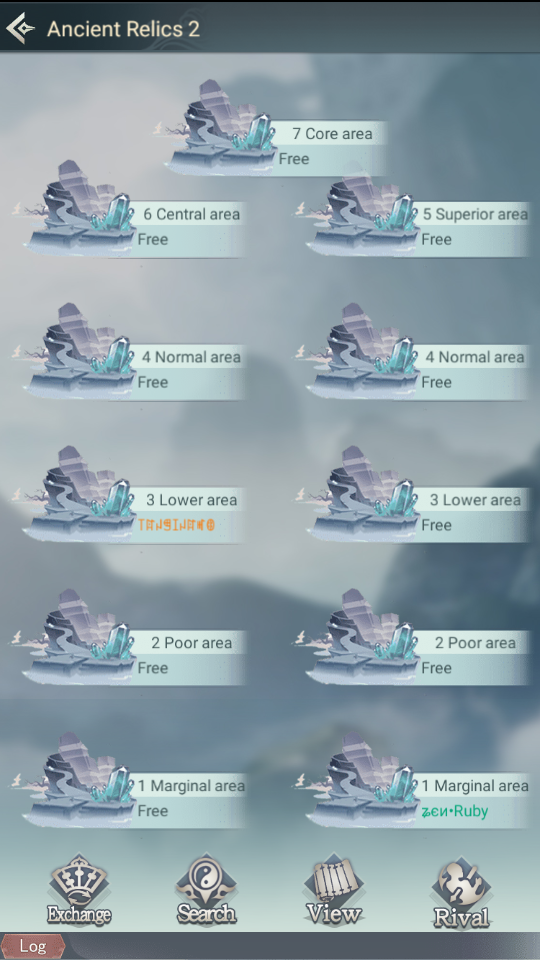 Ancient Relics 2
7 Core area
Free
6 Central area
Free
5 Superior area
Free
4 Normal area
Free
4 Normal area
Free
3 Lower area
3 Lower area
Free
2 Poor area
Free
2 Poor area
Free
1 Marginal area
Free
1 Marginal area
ʑєи•Ruby
Exchange
Search
View
Rival
Log